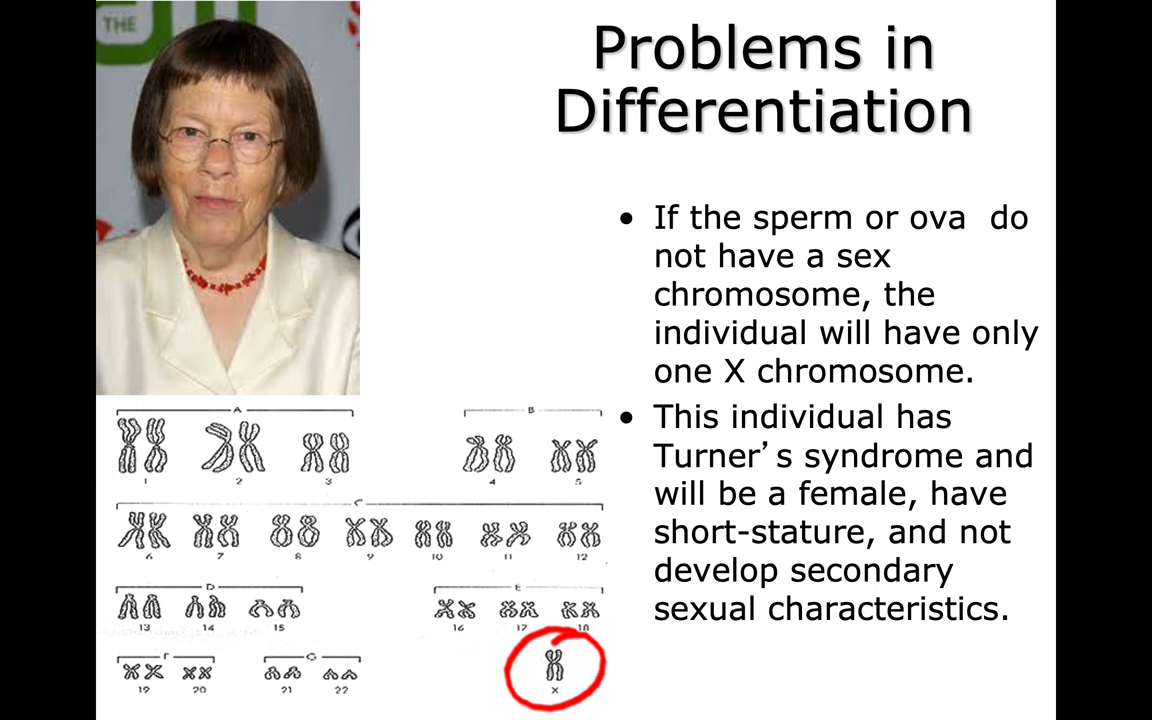 THE
Problems in
Differentiation
• If the sperm or ova do
not have a sex
chromosome, the
individual will have only
one X chromosome.
• This individual has
Turner’s syndrome and
will be a female, have
short-stature, and not
develop secondary
sexual characteristics.
A B
1 2 3 4 5
C
6 7 8 9 10 11 12
D E
13 14 15 16 17 18
F G
19 20 21 22 X